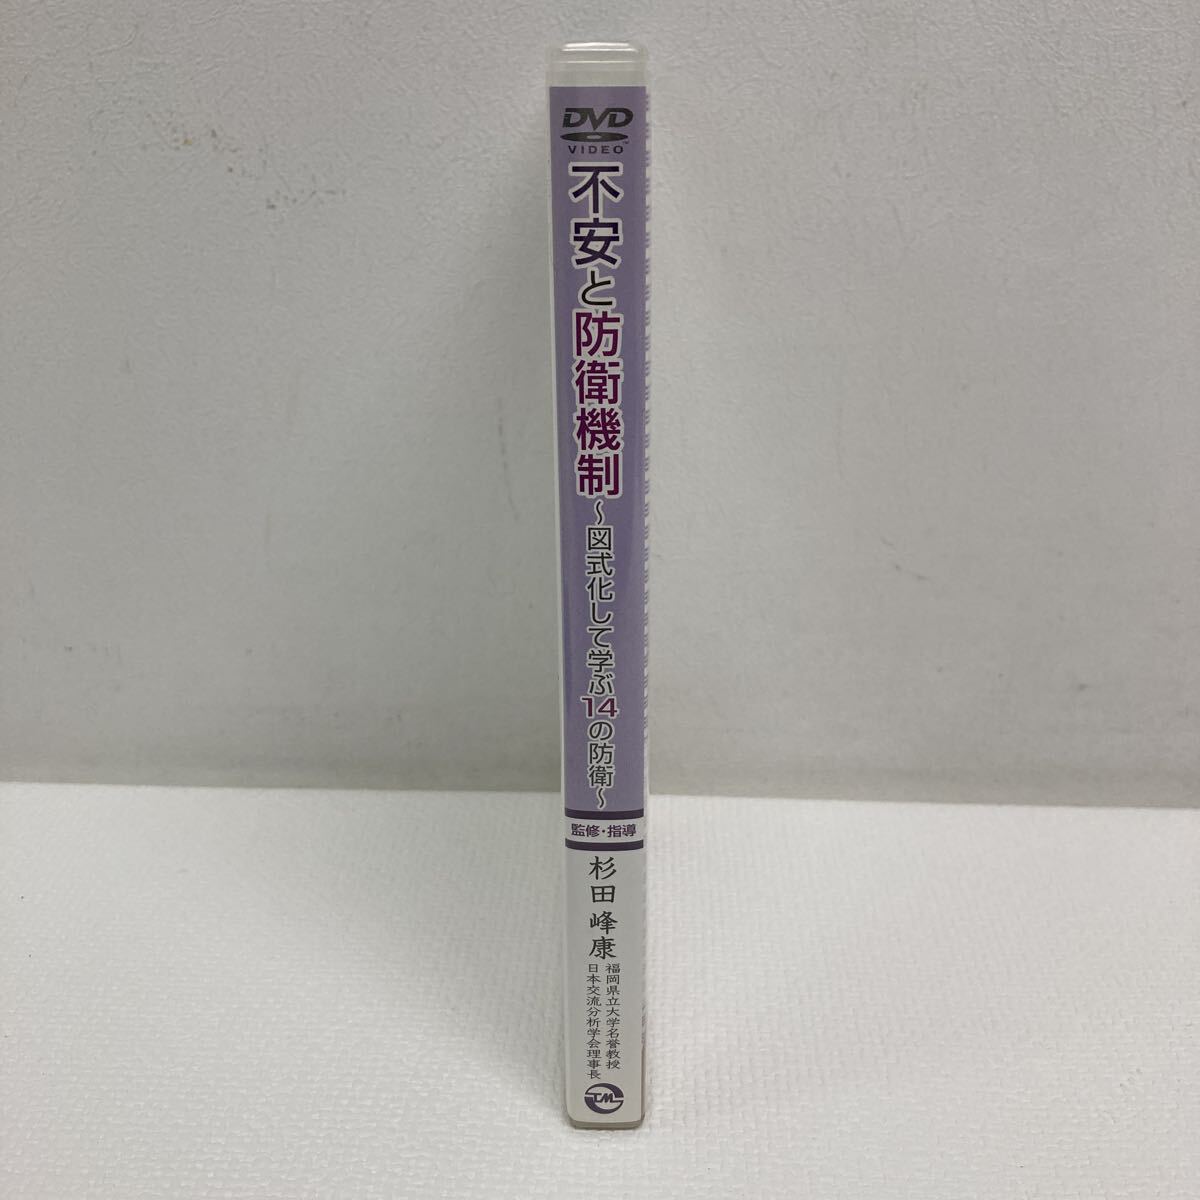 DVD
VIDEO™
不安と防衛機制
～図式化して学ぶ14の防衛～
監修・指導
杉田 峰康
福岡県立大学名誉教授
日本交流分析学会理事長
TM